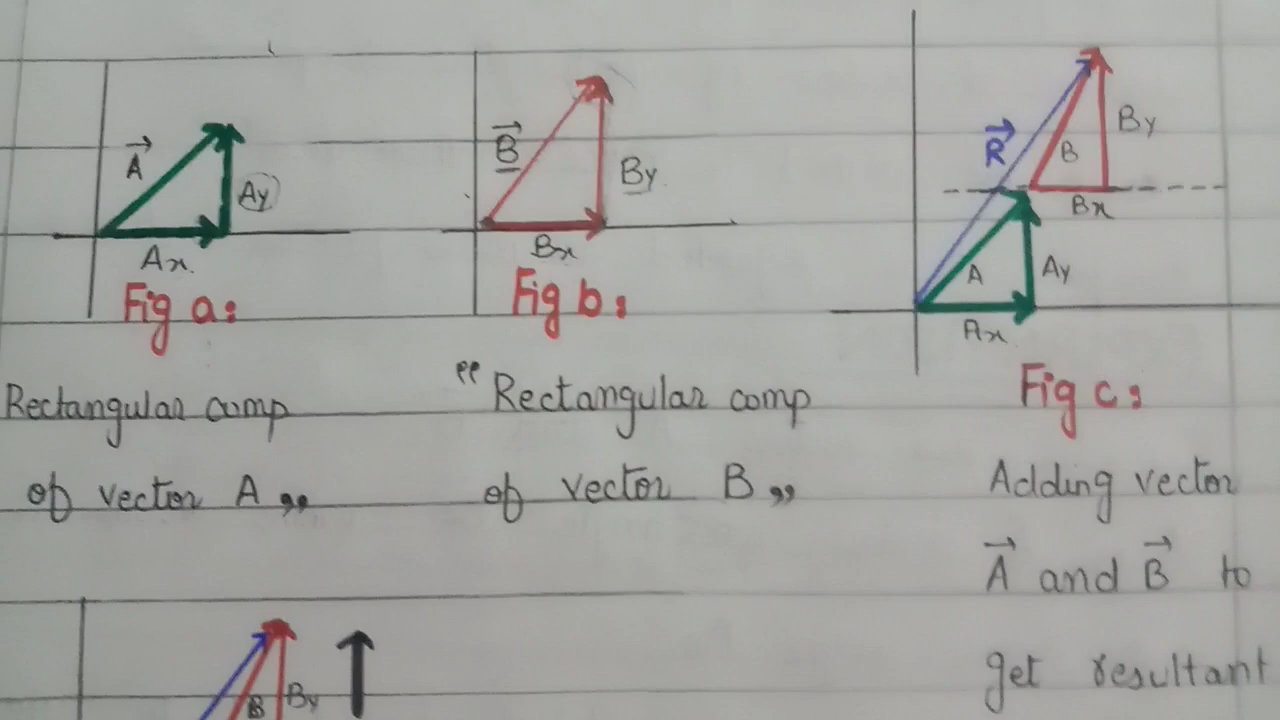 A⃗
Ay
Ax
Fig a:
Rectangular comp
of vector A,,
B⃗
By
Bx
Fig b:
"Rectangular comp
of vector B,,
R⃗
B
By
Bx
A
Ay
Ax
Fig c:
Adding vector
A⃗ and B⃗ to
get resultant
B
By